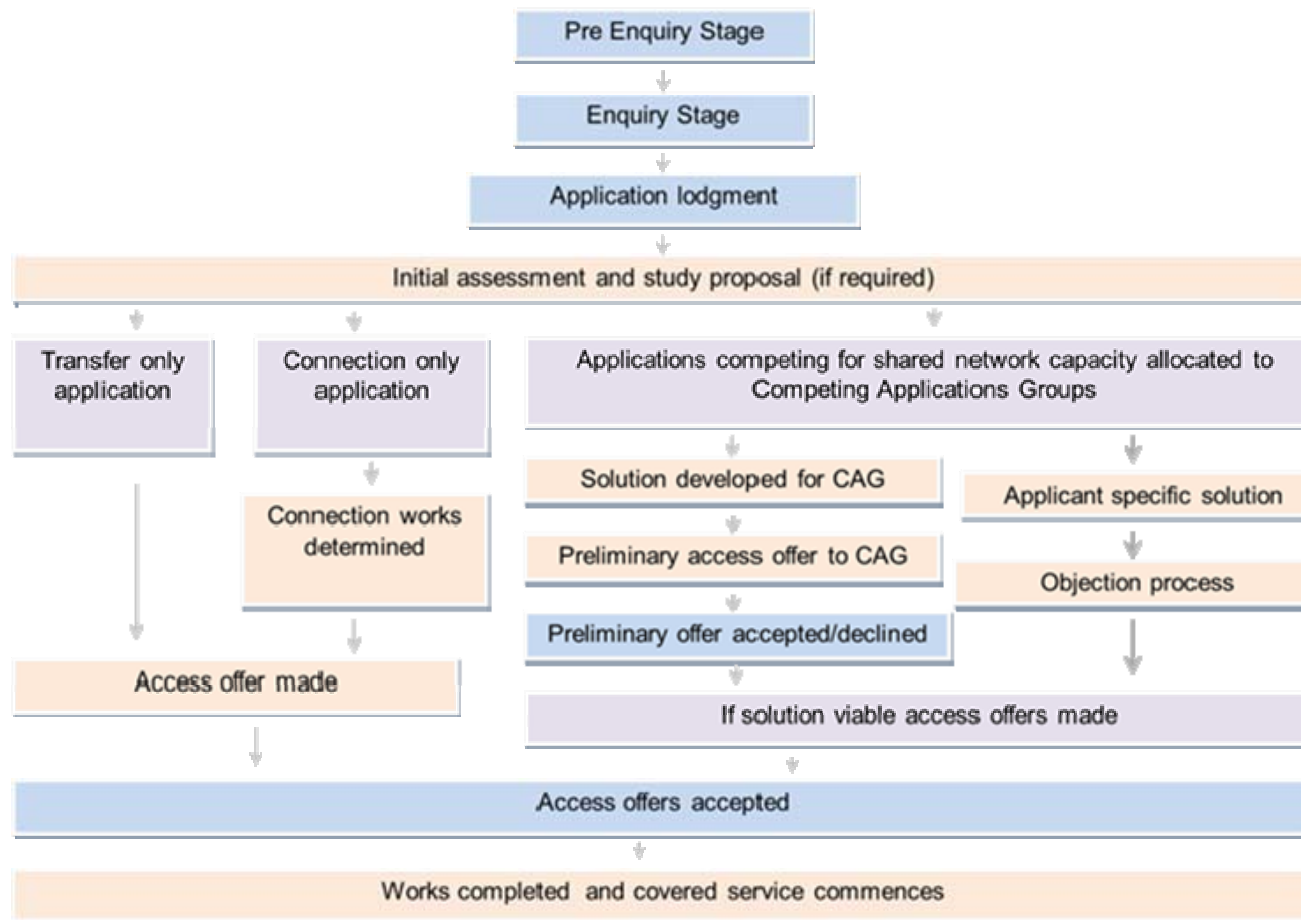 Pre Enquiry Stage
Enquiry Stage
Application lodgment
Initial assessment and study proposal (if required)
Transfer only
application
Connection only
application
Applications competing for shared network capacity allocated to
Competing Applications Groups
Connection works
determined
Solution developed for CAG
Applicant specific solution
Preliminary access offer to CAG
Objection process
Preliminary offer accepted/declined
Access offer made
If solution viable access offers made
Access offers accepted
Works completed and covered service commences